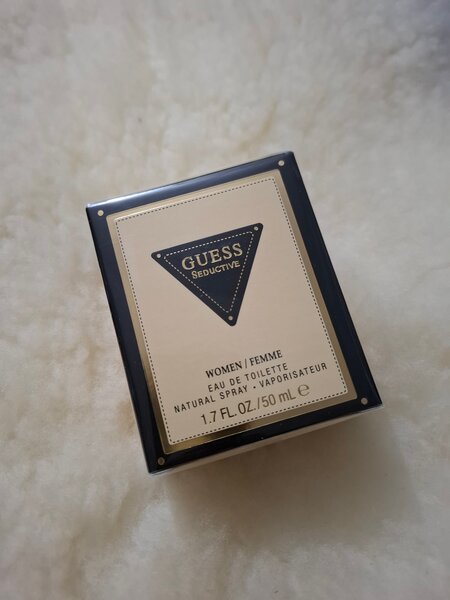 GUESS
SEDUCTIVE
WOMEN / FEMME
EAU DE TOILETTE
NATURAL SPRAY • VAPORISATEUR
1.7 FL. OZ./50 mL ℮